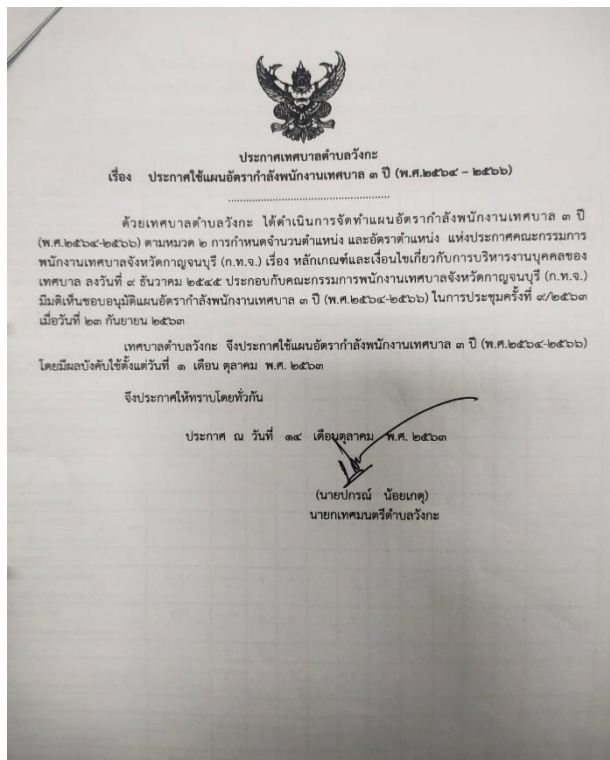 ประกาศเทศบาลตำบลวังกะ
เรื่อง ประกาศใช้แผนอัตรากำลังพนักงานเทศบาล ๓ ปี (พ.ศ.๒๕๖๔ – ๒๕๖๖)
ด้วยเทศบาลตำบลวังกะ ได้ดำเนินการจัดทำแผนอัตรากำลังพนักงานเทศบาล ๓ ปี
(พ.ศ.๒๕๖๔-๒๕๖๖) ตามหมวด ๒ การกำหนดจำนวนตำแหน่ง และอัตราตำแหน่ง แห่งประกาศคณะกรรมการ
พนักงานเทศบาลจังหวัดกาญจนบุรี (ก.ท.จ.) เรื่อง หลักเกณฑ์และเงื่อนไขเกี่ยวกับการบริหารงานบุคคลของ
เทศบาล ลงวันที่ ๙ ธันวาคม ๒๕๔๕ ประกอบกับคณะกรรมการพนักงานเทศบาลจังหวัดกาญจนบุรี (ก.ท.จ.)
มีมติเห็นชอบอนุมัติแผนอัตรากำลังพนักงานเทศบาล ๓ ปี (พ.ศ.๒๕๖๔-๒๕๖๖) ในการประชุมครั้งที่ ๙/๒๕๖๓
เมื่อวันที่ ๒๓ กันยายน ๒๕๖๓
เทศบาลตำบลวังกะ จึงประกาศใช้แผนอัตรากำลังพนักงานเทศบาล ๓ ปี (พ.ศ.๒๕๖๔-๒๕๖๖)
โดยมีผลบังคับใช้ตั้งแต่วันที่ ๑ เดือน ตุลาคม พ.ศ. ๒๕๖๓
จึงประกาศให้ทราบโดยทั่วกัน
ประกาศ ณ วันที่ ๑๔ เดือนตุลาคม พ.ศ. ๒๕๖๓
(นายปกรณ์ น้อยเกตุ)
นายกเทศมนตรีตำบลวังกะ